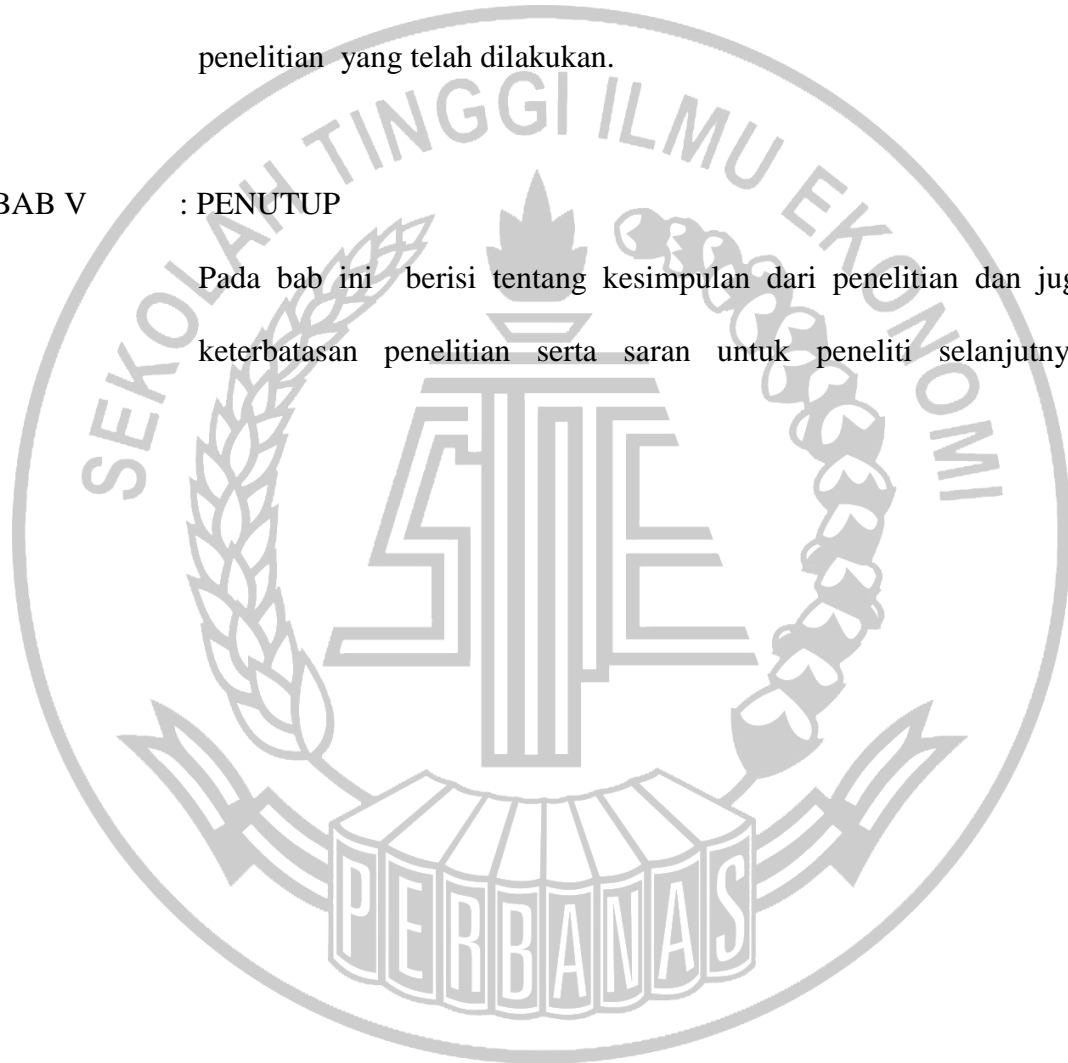 penelitian yang telah dilakukan.
SEKOLAH TINGGI ILMU EKONOMI
BAB V : PENUTUP
Pada bab ini berisi tentang kesimpulan dari penelitian dan jug
keterbatasan penelitian serta saran untuk peneliti selanjutny
STIE
PERBANAS